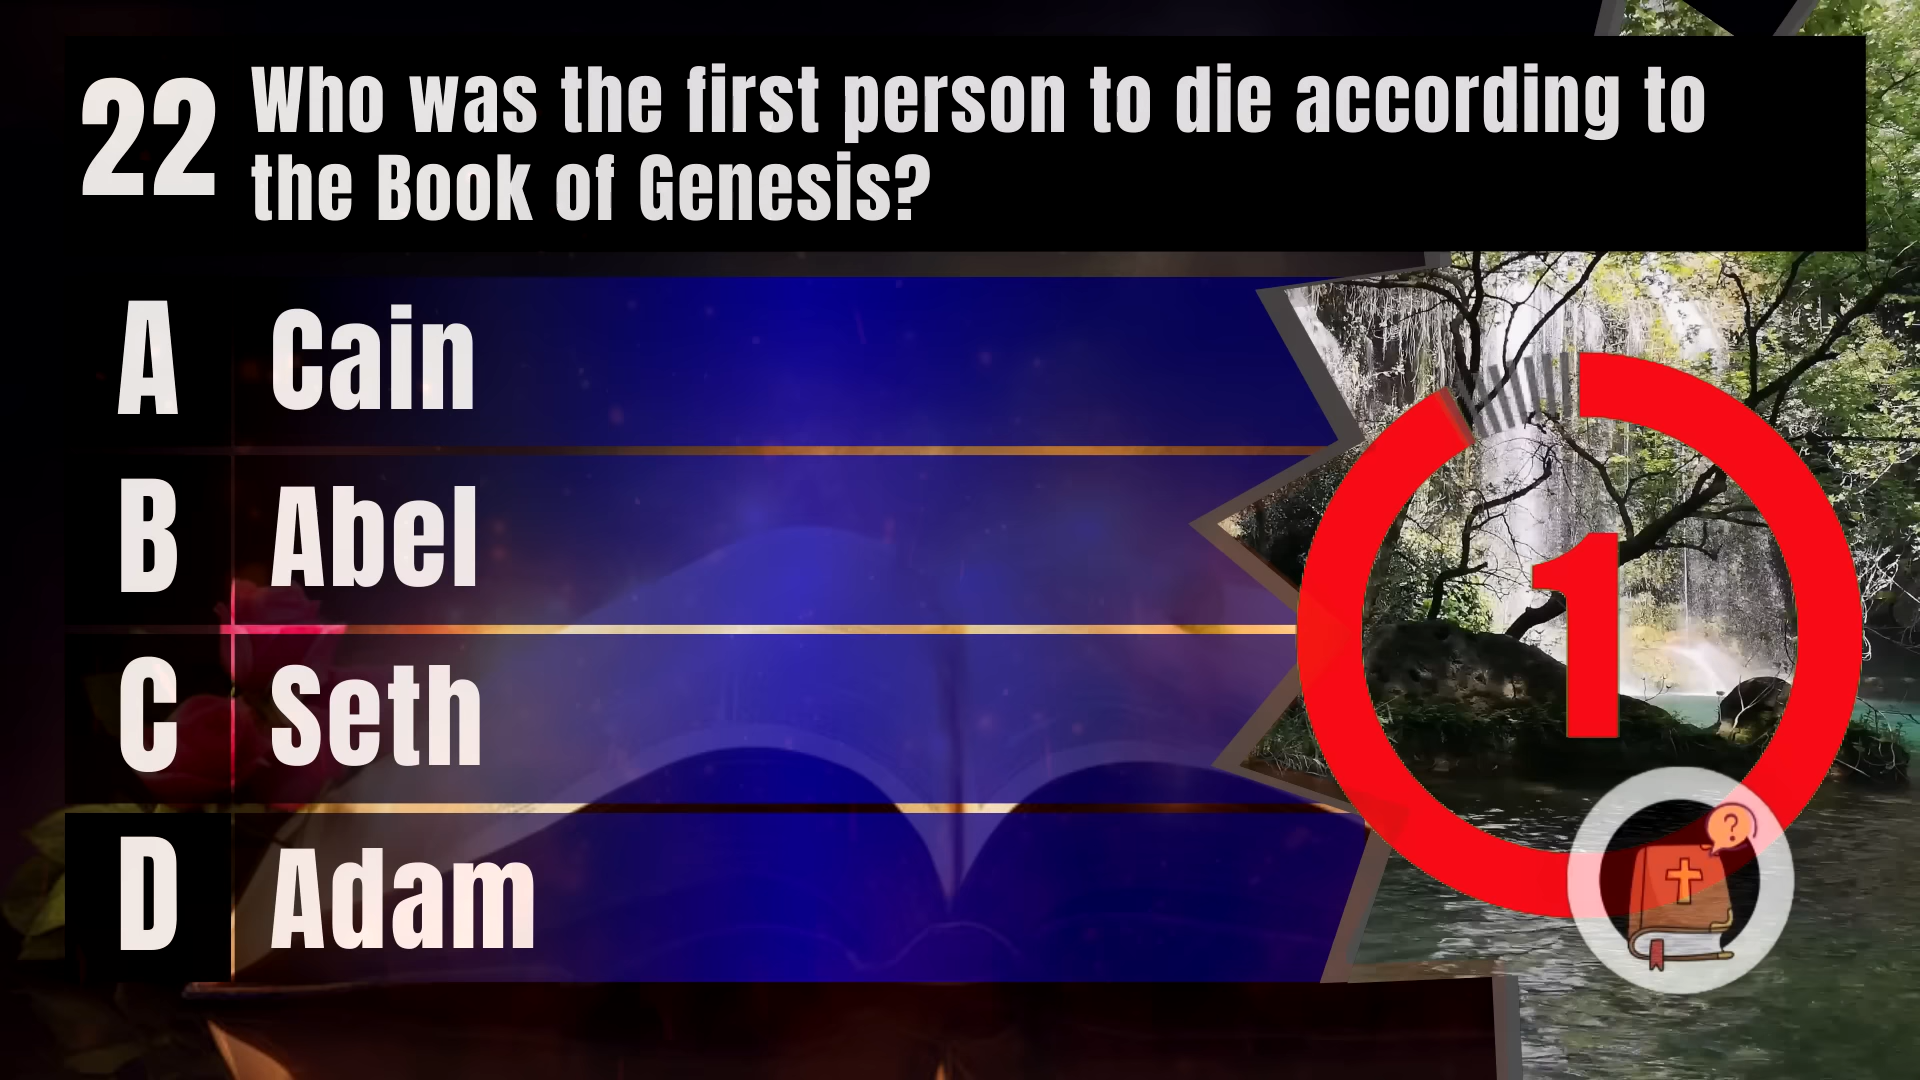 22
Who was the first person to die according to
the Book of Genesis?
A Cain
B Abel
C Seth
D Adam
1
?